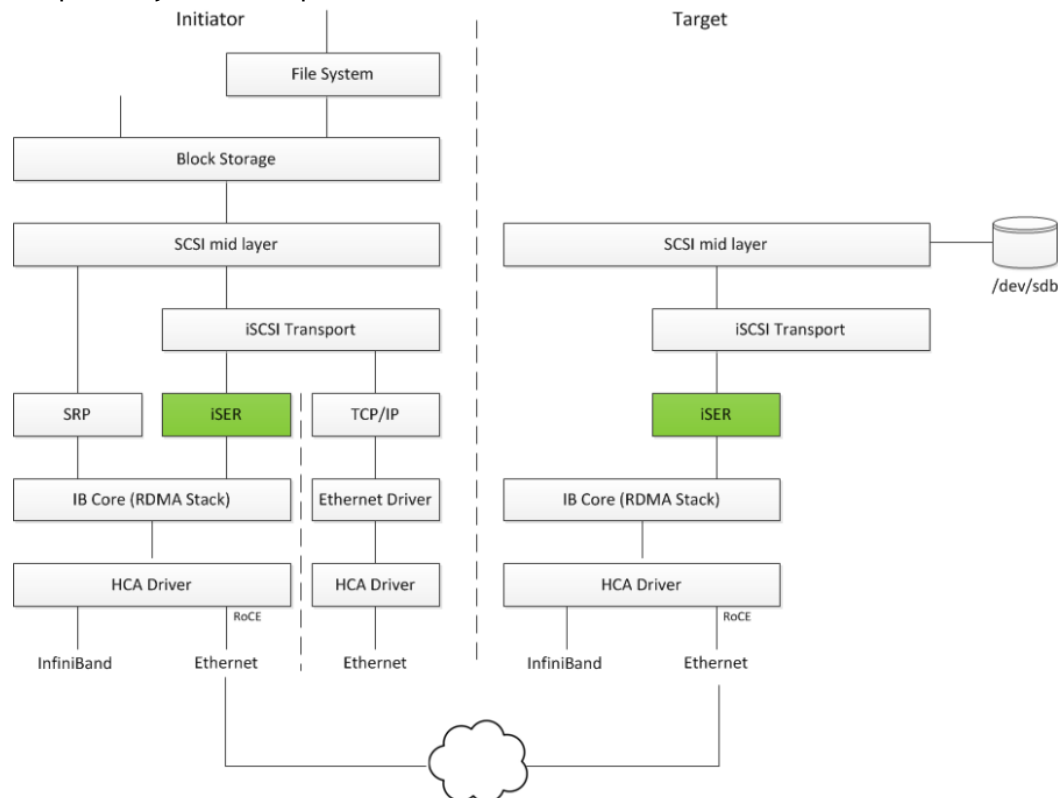 Initiator
Target
File System
Block Storage
SCSI mid layer
SCSI mid layer
/dev/sdb
iSCSI Transport
iSCSI Transport
SRP
iSER
TCP/IP
iSER
IB Core (RDMA Stack)
Ethernet Driver
IB Core (RDMA Stack)
HCA Driver
HCA Driver
HCA Driver
RoCE
RoCE
InfiniBand
Ethernet
Ethernet
InfiniBand
Ethernet